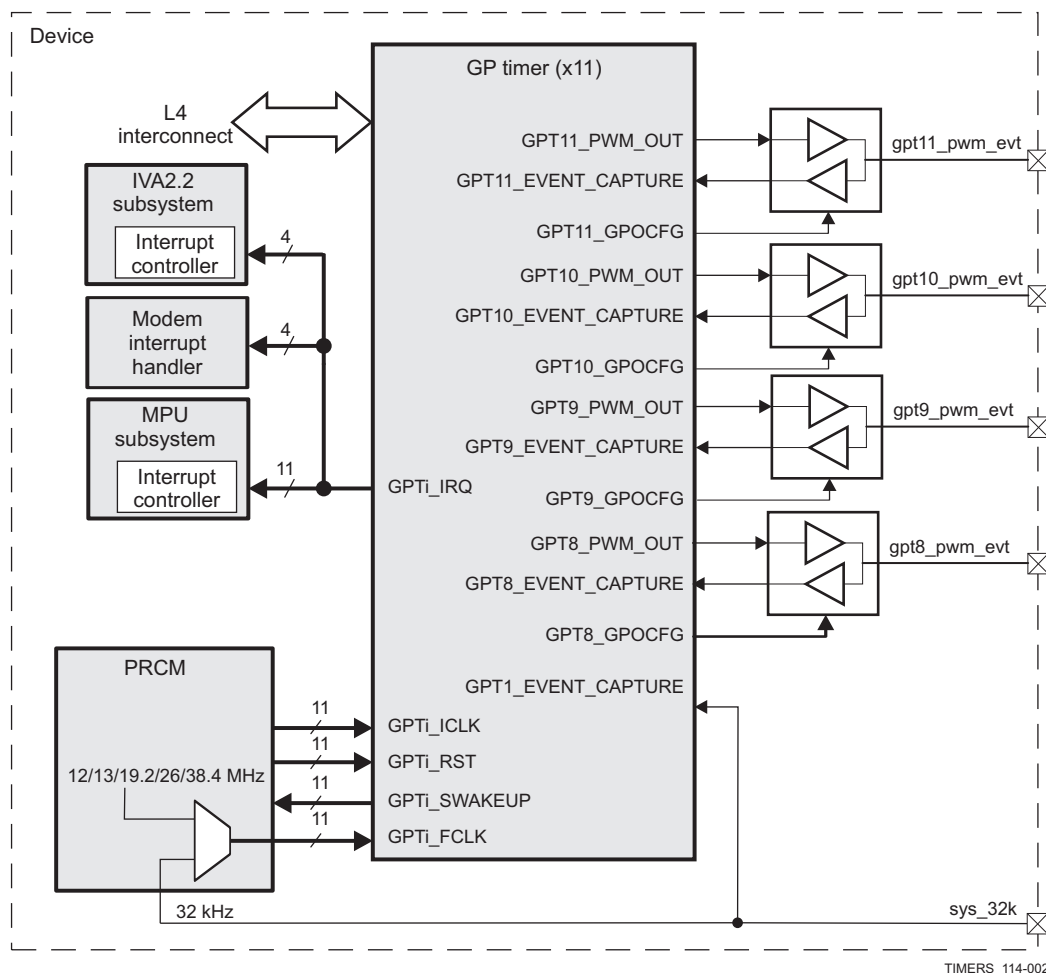 Device
GP timer (x11)
L4
interconnect
IVA2.2
subsystem
Interrupt
controller
4
Modem
interrupt
handler
4
MPU
subsystem
Interrupt
controller
11
GPTi_IRQ
GPT11_PWM_OUT
GPT11_EVENT_CAPTURE
GPT11_GPOCFG
gpt11_pwm_evt
GPT10_PWM_OUT
GPT10_EVENT_CAPTURE
GPT10_GPOCFG
gpt10_pwm_evt
GPT9_PWM_OUT
GPT9_EVENT_CAPTURE
GPT9_GPOCFG
gpt9_pwm_evt
GPT8_PWM_OUT
GPT8_EVENT_CAPTURE
GPT8_GPOCFG
gpt8_pwm_evt
GPT1_EVENT_CAPTURE
PRCM
12/13/19.2/26/38.4 MHz
11
GPTi_ICLK
11
GPTi_RST
11
GPTi_SWAKEUP
11
GPTi_FCLK
32 kHz
sys_32k
TIMERS_114-002